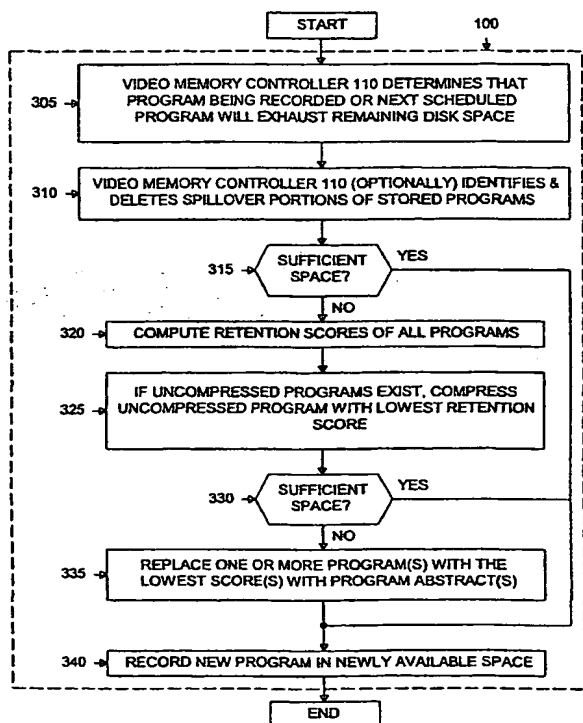 START
100
305
VIDEO MEMORY CONTROLLER 110 DETERMINES THAT
PROGRAM BEING RECORDED OR NEXT SCHEDULED
PROGRAM WILL EXHAUST REMAINING DISK SPACE
310
VIDEO MEMORY CONTROLLER 110 (OPTIONALLY) IDENTIFIES &
DELETES SPILLOVER PORTIONS OF STORED PROGRAMS
315
SUFFICIENT
SPACE?
YES
NO
320
COMPUTE RETENTION SCORES OF ALL PROGRAMS
325
IF UNCOMPRESSED PROGRAMS EXIST, COMPRESS
UNCOMPRESSED PROGRAM WITH LOWEST RETENTION
SCORE
330
SUFFICIENT
SPACE?
YES
NO
335
REPLACE ONE OR MORE PROGRAM(S) WITH THE
LOWEST SCORE(S) WITH PROGRAM ABSTRACT(S)
340
RECORD NEW PROGRAM IN NEWLY AVAILABLE SPACE
END